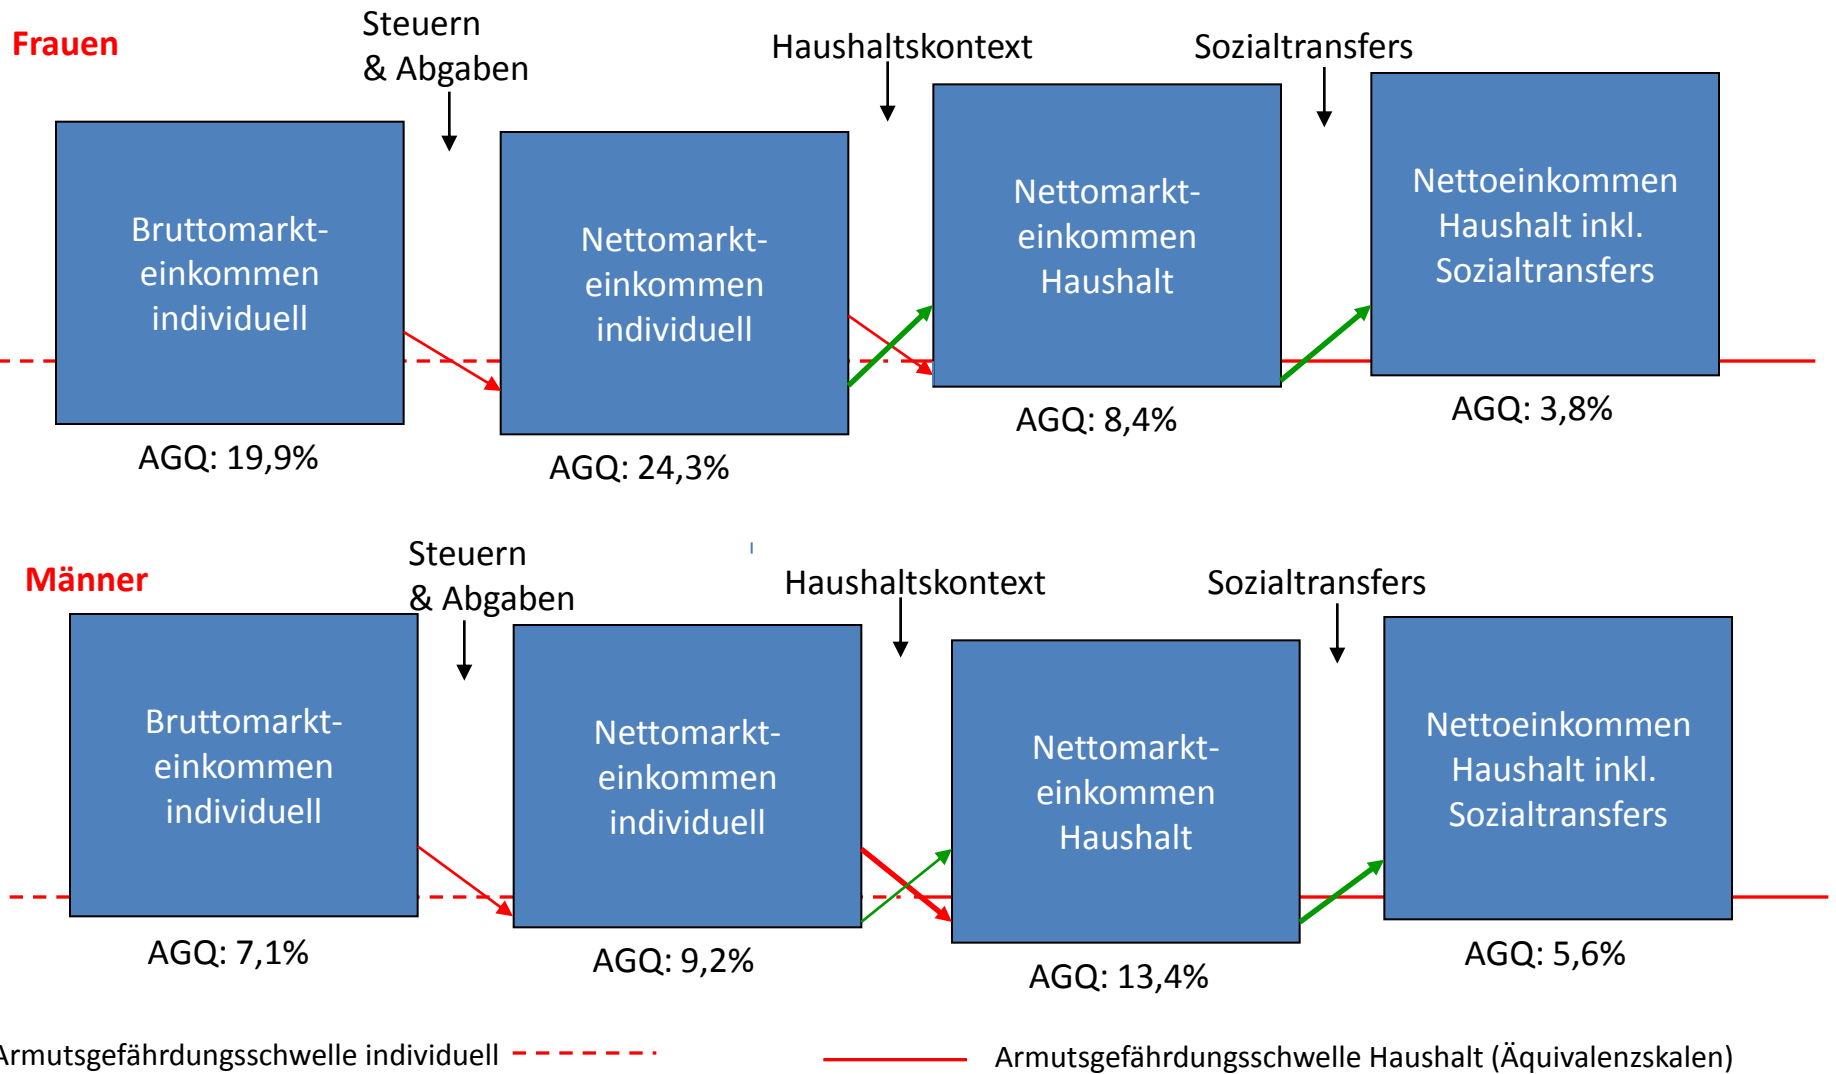 Frauen
Steuern
& Abgaben
Haushaltskontext
Sozialtransfers
Bruttomarkt-
einkommen
individuell
Nettomarkt-
einkommen
individuell
Nettomarkt-
einkommen
Haushalt
Nettoeinkommen
Haushalt inkl.
Sozialtransfers
AGQ: 19,9%
AGQ: 24,3%
AGQ: 8,4%
AGQ: 3,8%
Männer
Steuern
& Abgaben
Haushaltskontext
Sozialtransfers
Bruttomarkt-
einkommen
individuell
Nettomarkt-
einkommen
individuell
Nettomarkt-
einkommen
Haushalt
Nettoeinkommen
Haushalt inkl.
Sozialtransfers
AGQ: 7,1%
AGQ: 9,2%
AGQ: 13,4%
AGQ: 5,6%
Armutsgefährdungsschwelle individuell
Armutsgefährdungsschwelle Haushalt (Äquivalenzskalen)